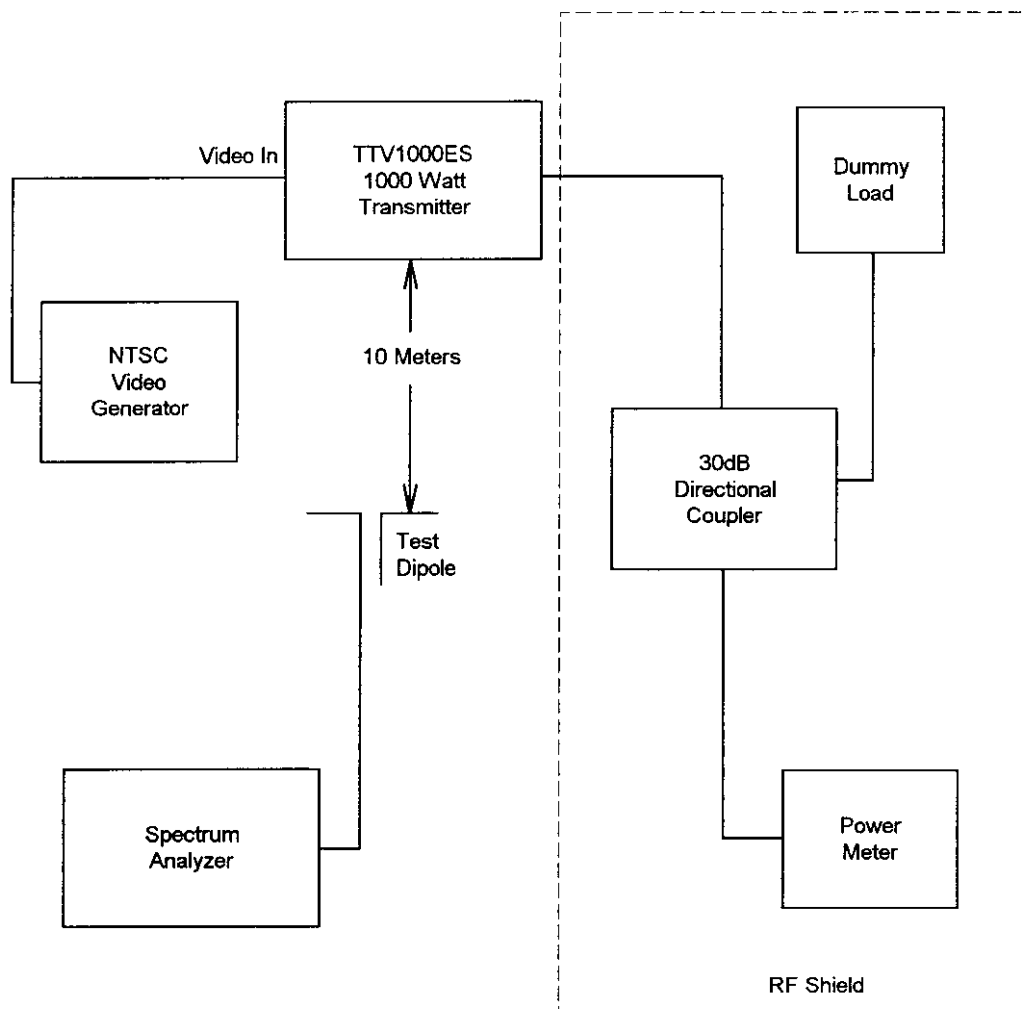 Video In
TTV1000ES
1000 Watt
Transmitter
Dummy
Load
NTSC
Video
Generator
10 Meters
30dB
Directional
Coupler
Test
Dipole
Spectrum
Analyzer
Power
Meter
RF Shield